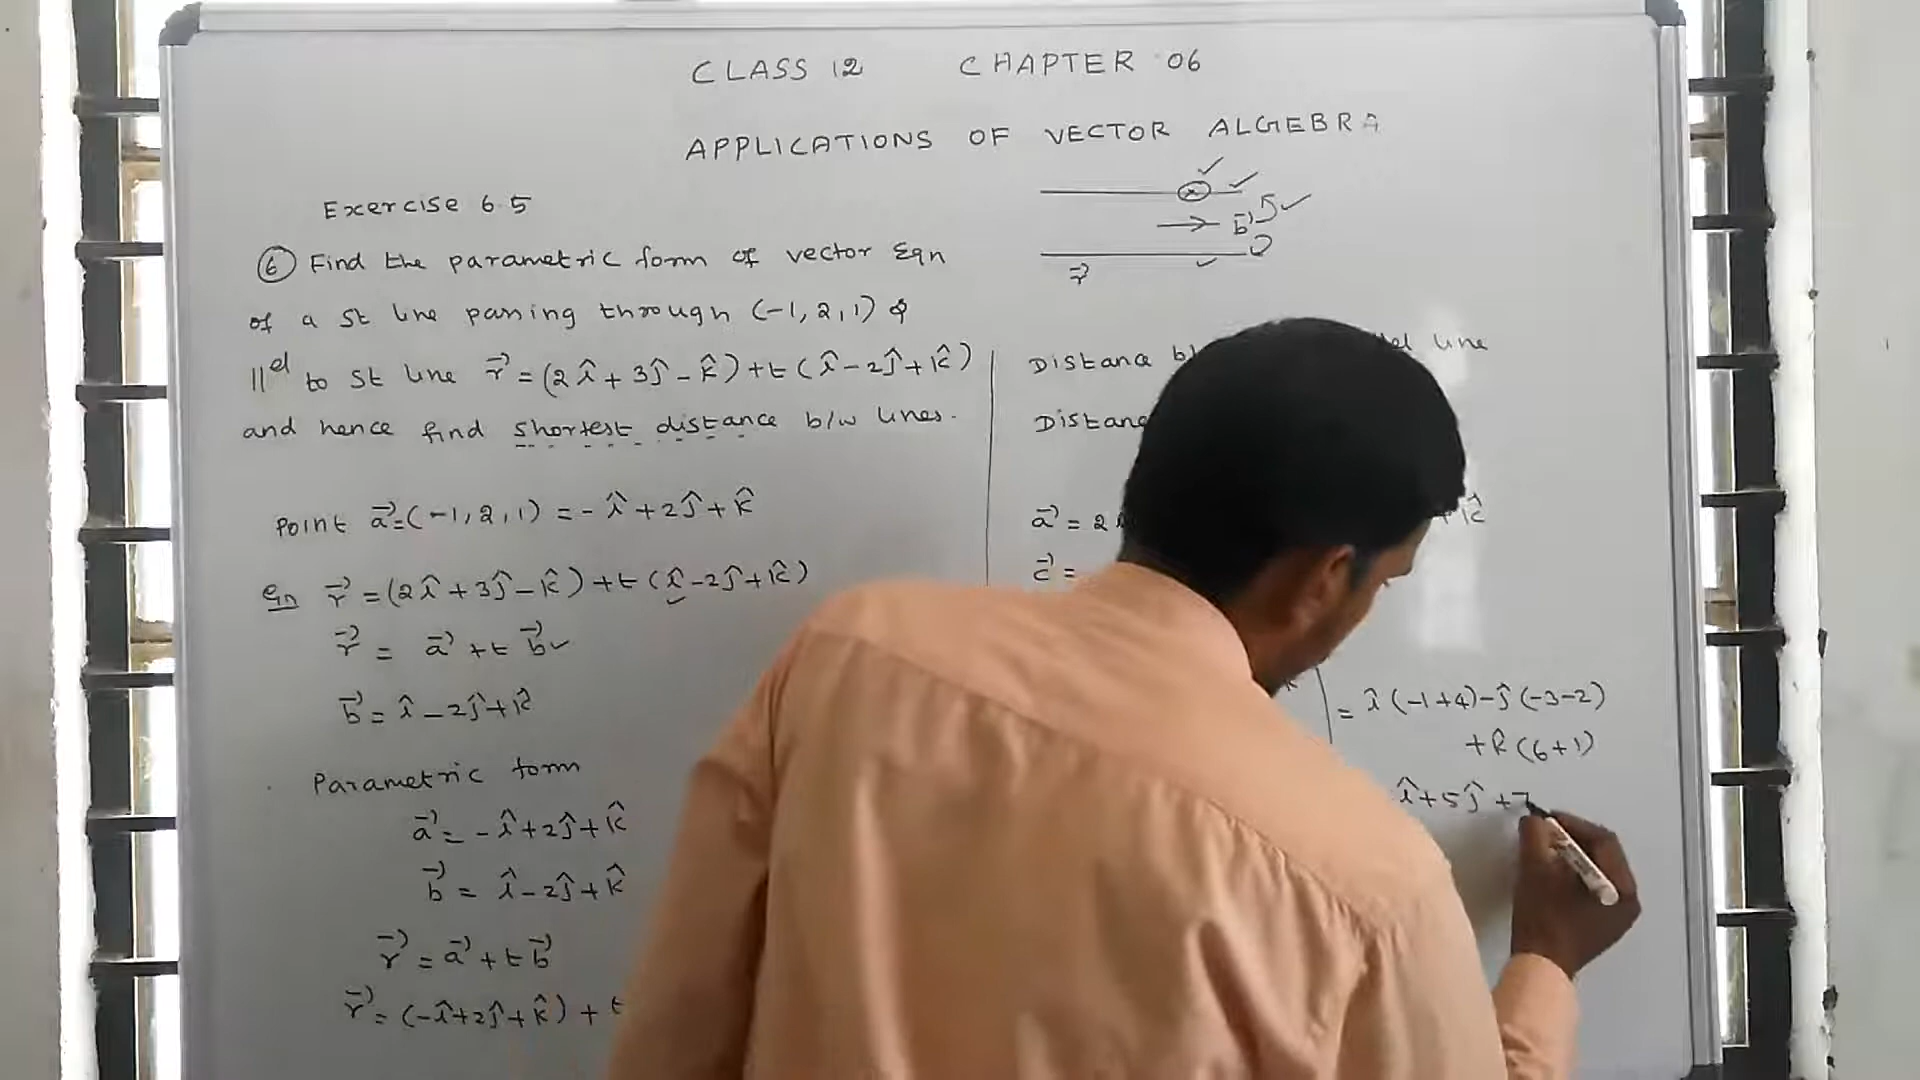 CLASS 12 CHAPTER 06
APPLICATIONS OF VECTOR ALGEBRA
Exercise 6.5
⑥ Find the parametric form of vector Eqn
of a st line passing through (-1, 2, 1) &
||el to st line r⃗ = (2î + 3ĵ - k̂) + t (î - 2ĵ + k̂)
and hence find shortest distance b/w lines.
Point a⃗ = (-1, 2, 1) = -î + 2ĵ + k̂
Eqn r⃗ = (2î + 3ĵ - k̂) + t (î - 2ĵ + k̂)
r⃗ = a⃗ + t b⃗ ✓
b⃗ = î - 2ĵ + k̂
Parametric form
a⃗ = -î + 2ĵ + k̂
b⃗ = î - 2ĵ + k̂
r⃗ = a⃗ + t b⃗
r⃗ = (-î + 2ĵ + k̂) + t
b⃗
r⃗
Distance line
a⃗ = 2 k̂
c⃗ =
= î (-1+4) - ĵ (-3-2)
+ k̂ (6+1)
î + 5ĵ + 7